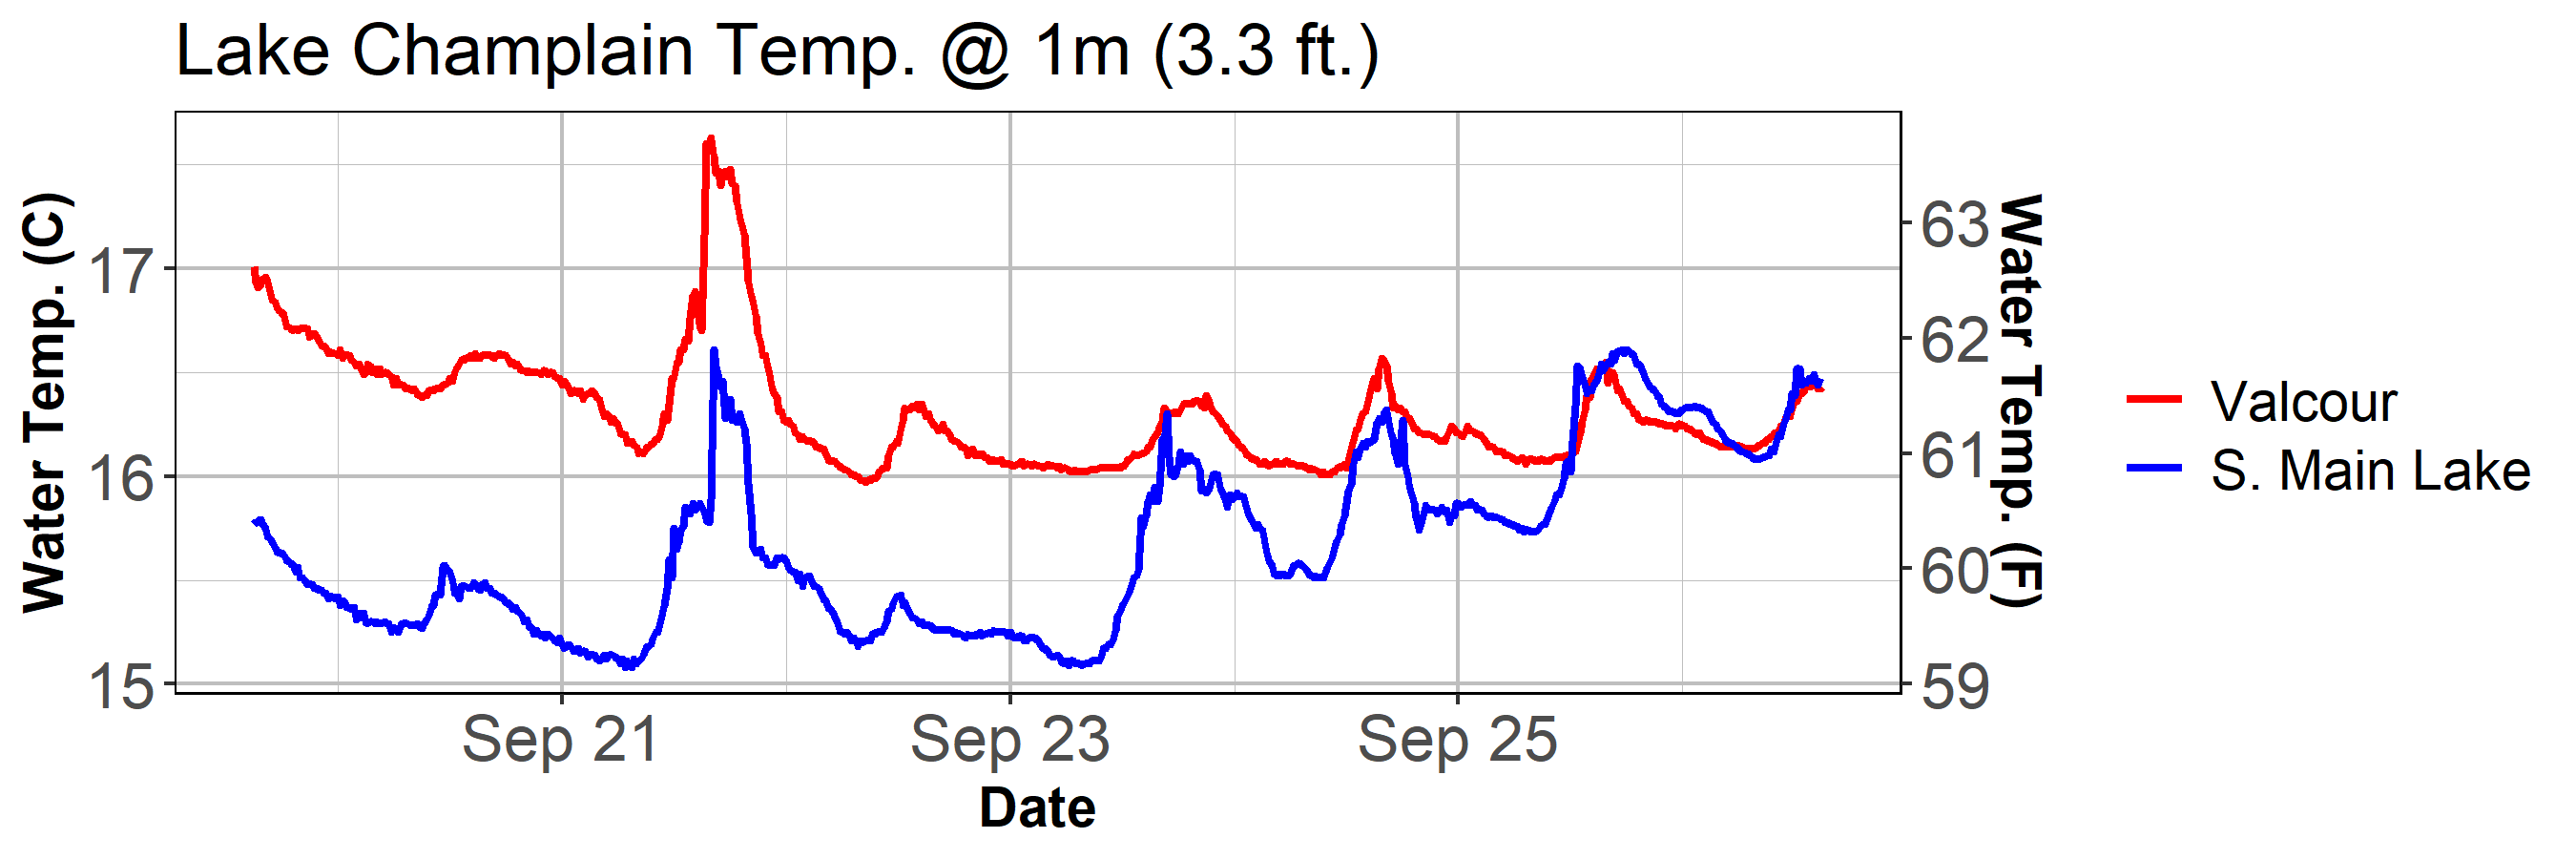 Lake Champlain Temp. @ 1m (3.3 ft.)
Water Temp. (C)
17
16
15
63
62
61
60
59
Water Temp. (F)
Sep 21
Sep 23
Sep 25
Date
Valcour
S. Main Lake